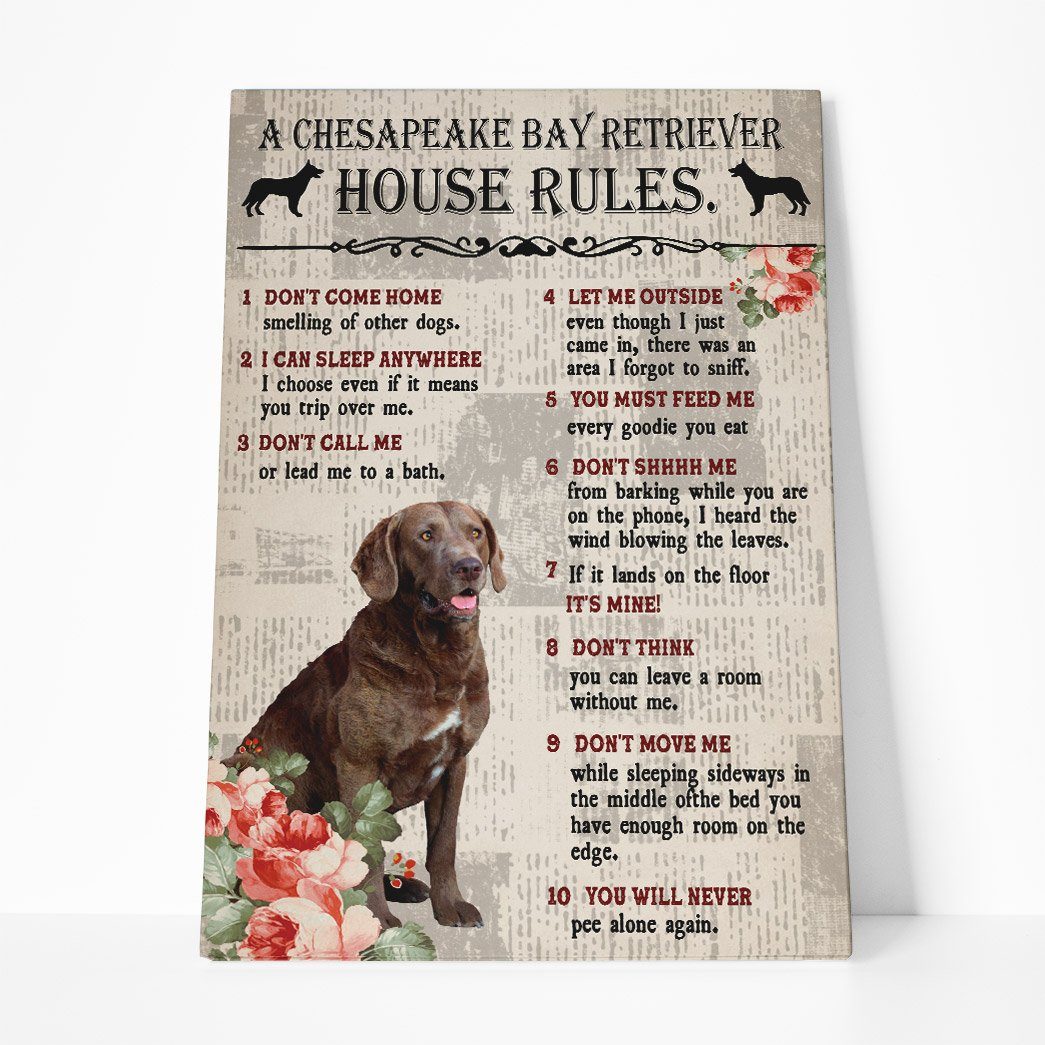 A CHESAPEAKE BAY RETRIEVER
HOUSE RULES.
1 DON'T COME HOME
smelling of other dogs.
2 I CAN SLEEP ANYWHERE
I choose even if it means
you trip over me.
3 DON'T CALL ME
or lead me to a bath.
4 LET ME OUTSIDE
even though I just
came in, there was an
area I forgot to sniff.
5 YOU MUST FEED ME
every goodie you eat
6 DON'T SHHHH ME
from barking while you are
on the phone, I heard the
wind blowing the leaves.
7 If it lands on the floor
IT'S MINE!
8 DON'T THINK
you can leave a room
without me.
9 DON'T MOVE ME
while sleeping sideways in
the middle ofthe bed you
have enough room on the
edge.
10 YOU WILL NEVER
pee alone again.